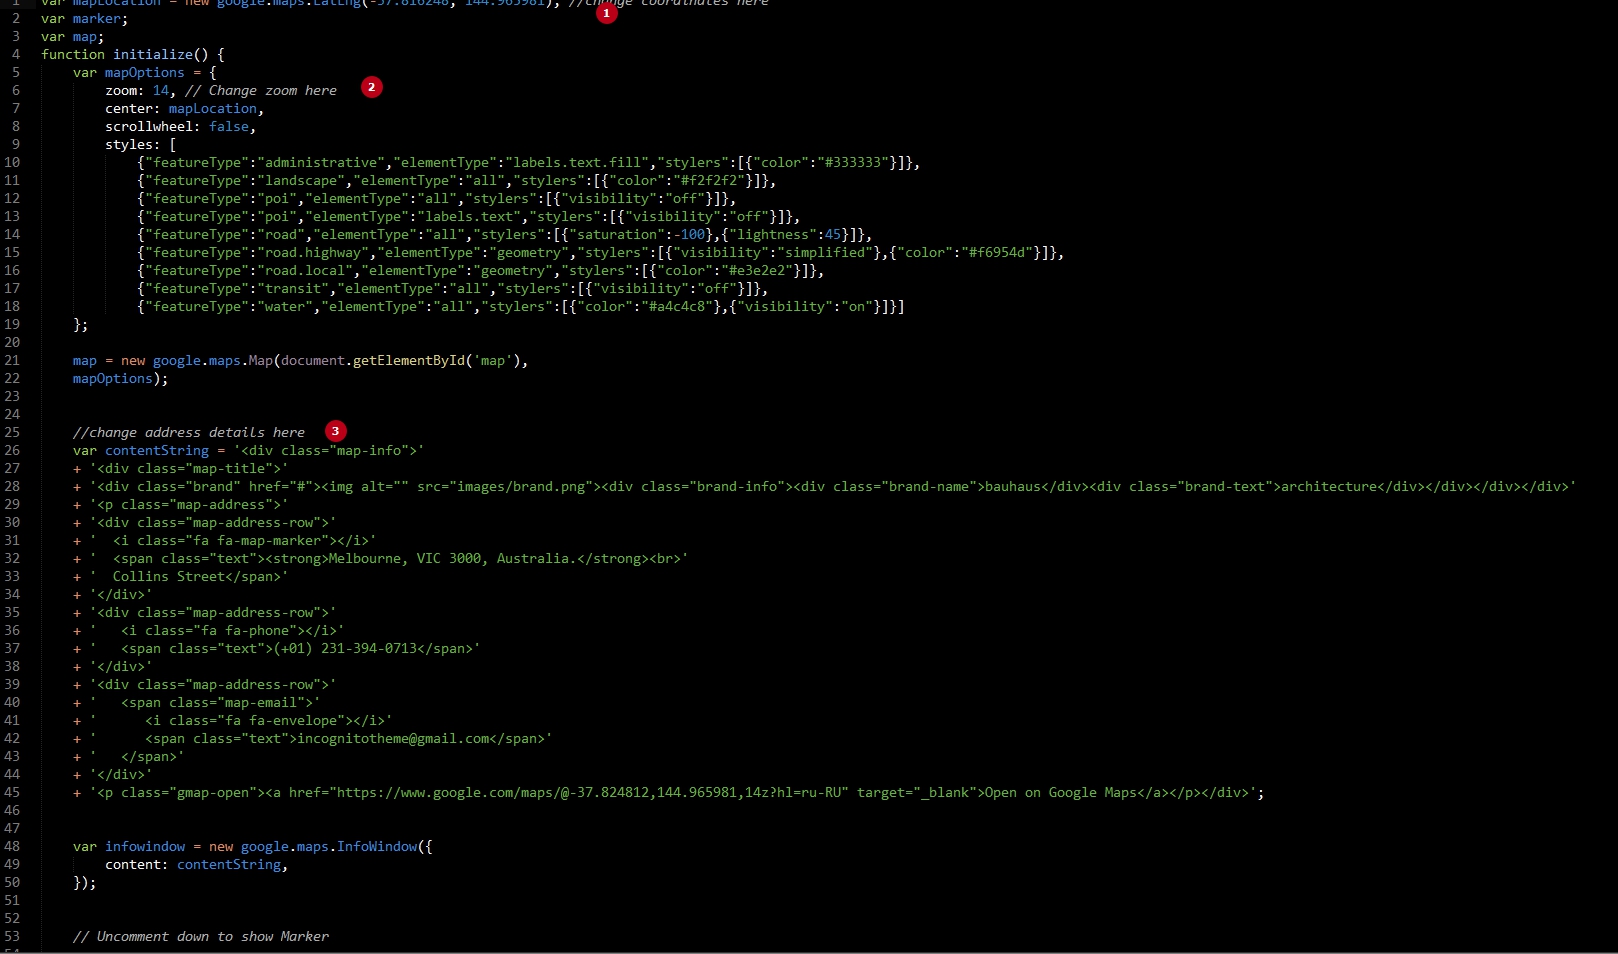 1 var mapLocation = new google.maps.LatLng(-37.816248, 144.965981); //change coordinates here
1
2 var marker;
3 var map;
4 function initialize() {
5 var mapOptions = {
6 zoom: 14, // Change zoom here 2
7 center: mapLocation,
8 scrollwheel: false,
9 styles: [
10 {"featureType":"administrative","elementType":"labels.text.fill","stylers":[{"color":"#333333"}]},
11 {"featureType":"landscape","elementType":"all","stylers":[{"color":"#f2f2f2"}]},
12 {"featureType":"poi","elementType":"all","stylers":[{"visibility":"off"}]},
13 {"featureType":"poi","elementType":"labels.text","stylers":[{"visibility":"off"}]},
14 {"featureType":"road","elementType":"all","stylers":[{"saturation":-100},{"lightness":45}]},
15 {"featureType":"road.highway","elementType":"geometry","stylers":[{"visibility":"simplified"},{"color":"#f6954d"}]},
16 {"featureType":"road.local","elementType":"geometry","stylers":[{"color":"#e3e2e2"}]},
17 {"featureType":"transit","elementType":"all","stylers":[{"visibility":"off"}]},
18 {"featureType":"water","elementType":"all","stylers":[{"color":"#a4c4c8"},{"visibility":"on"}]}]
19 };
20
21 map = new google.maps.Map(document.getElementById('map'),
22 mapOptions);
23
24
25 //change address details here 3
26 var contentString = '<div class="map-info">'
27 + '<div class="map-title">'
28 + '<div class="brand" href="#"><img alt="" src="images/brand.png"><div class="brand-info"><div class="brand-name">bauhaus</div><div class="brand-text">architecture</div></div></div></div>'
29 + '<p class="map-address">'
30 + '<div class="map-address-row">'
31 + '  <i class="fa fa-map-marker"></i>'
32 + '  <span class="text"><strong>Melbourne, VIC 3000, Australia.</strong><br>'
33 + '  Collins Street</span>'
34 + '</div>'
35 + '<div class="map-address-row">'
36 + '   <i class="fa fa-phone"></i>'
37 + '   <span class="text">(+01) 231-394-0713</span>'
38 + '</div>'
39 + '<div class="map-address-row">'
40 + '   <span class="map-email">'
41 + '      <i class="fa fa-envelope"></i>'
42 + '      <span class="text">incognitotheme@gmail.com</span>'
43 + '   </span>'
44 + '</div>'
45 + '<p class="gmap-open"><a href="https://www.google.com/maps/@-37.824812,144.965981,14z?hl=ru-RU" target="_blank">Open on Google Maps</a></p></div>';
46
47
48 var infowindow = new google.maps.InfoWindow({
49 content: contentString,
50 });
51
52
53 // Uncomment down to show Marker